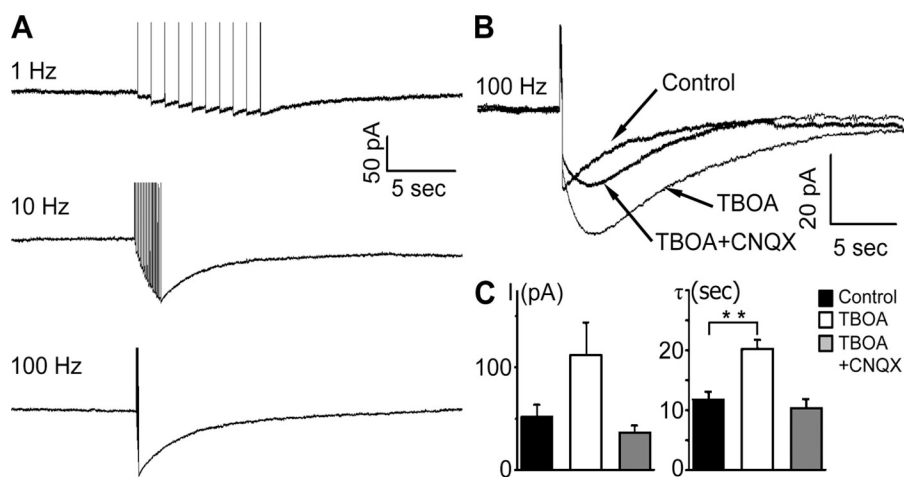 A
1 Hz
50 pA
5 sec
10 Hz
100 Hz
B
100 Hz
Control
TBOA
TBOA+CNQX
20 pA
5 sec
C
I (pA)
100
0
τ (sec)
* *
20
10
0
Control
TBOA
TBOA
+CNQX